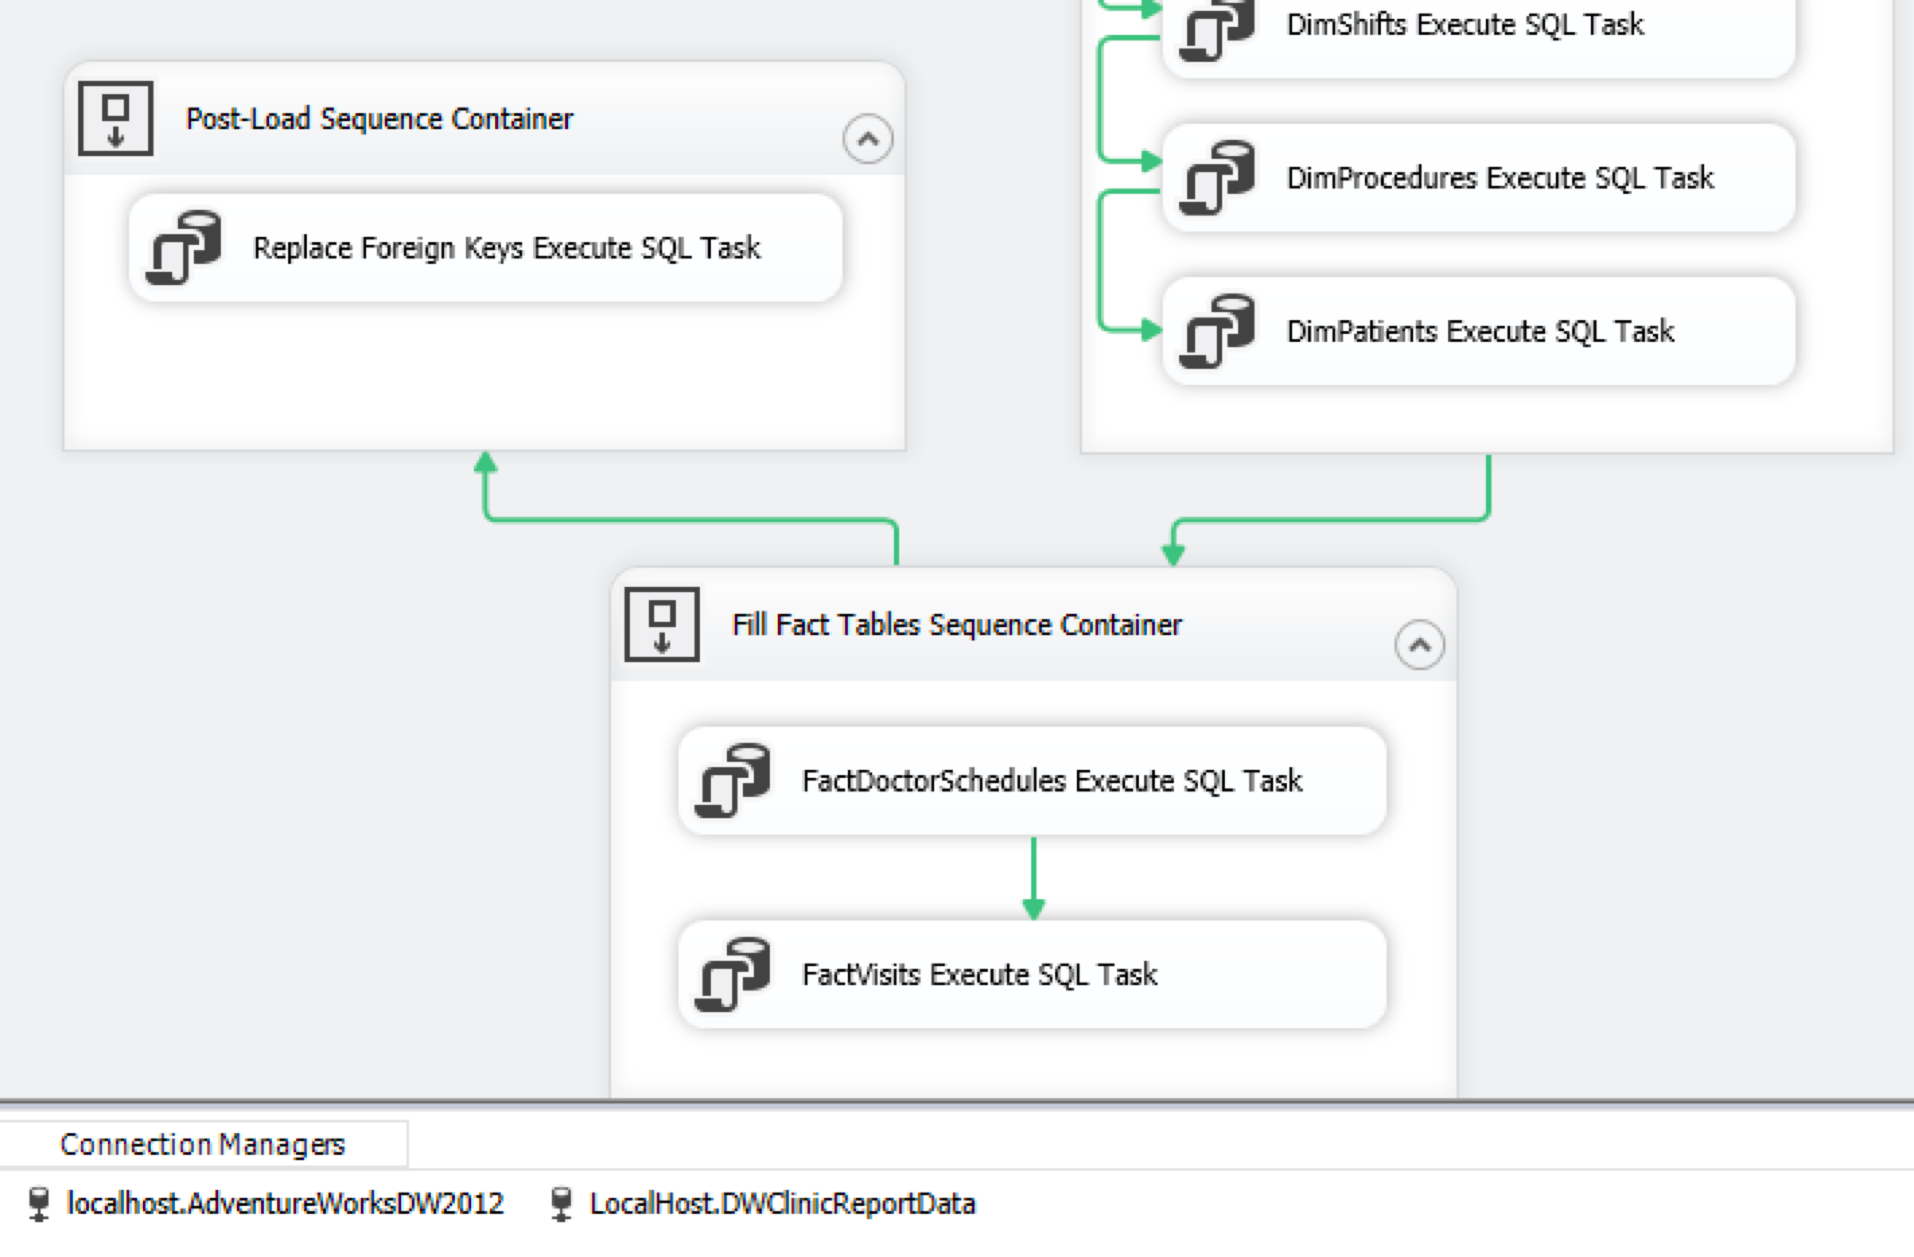 DimShifts Execute SQL Task
Post-Load Sequence Container
Replace Foreign Keys Execute SQL Task
DimProcedures Execute SQL Task
DimPatients Execute SQL Task
Fill Fact Tables Sequence Container
FactDoctorSchedules Execute SQL Task
FactVisits Execute SQL Task
Connection Managers
localhost.AdventureWorksDW2012
LocalHost.DWClinicReportData